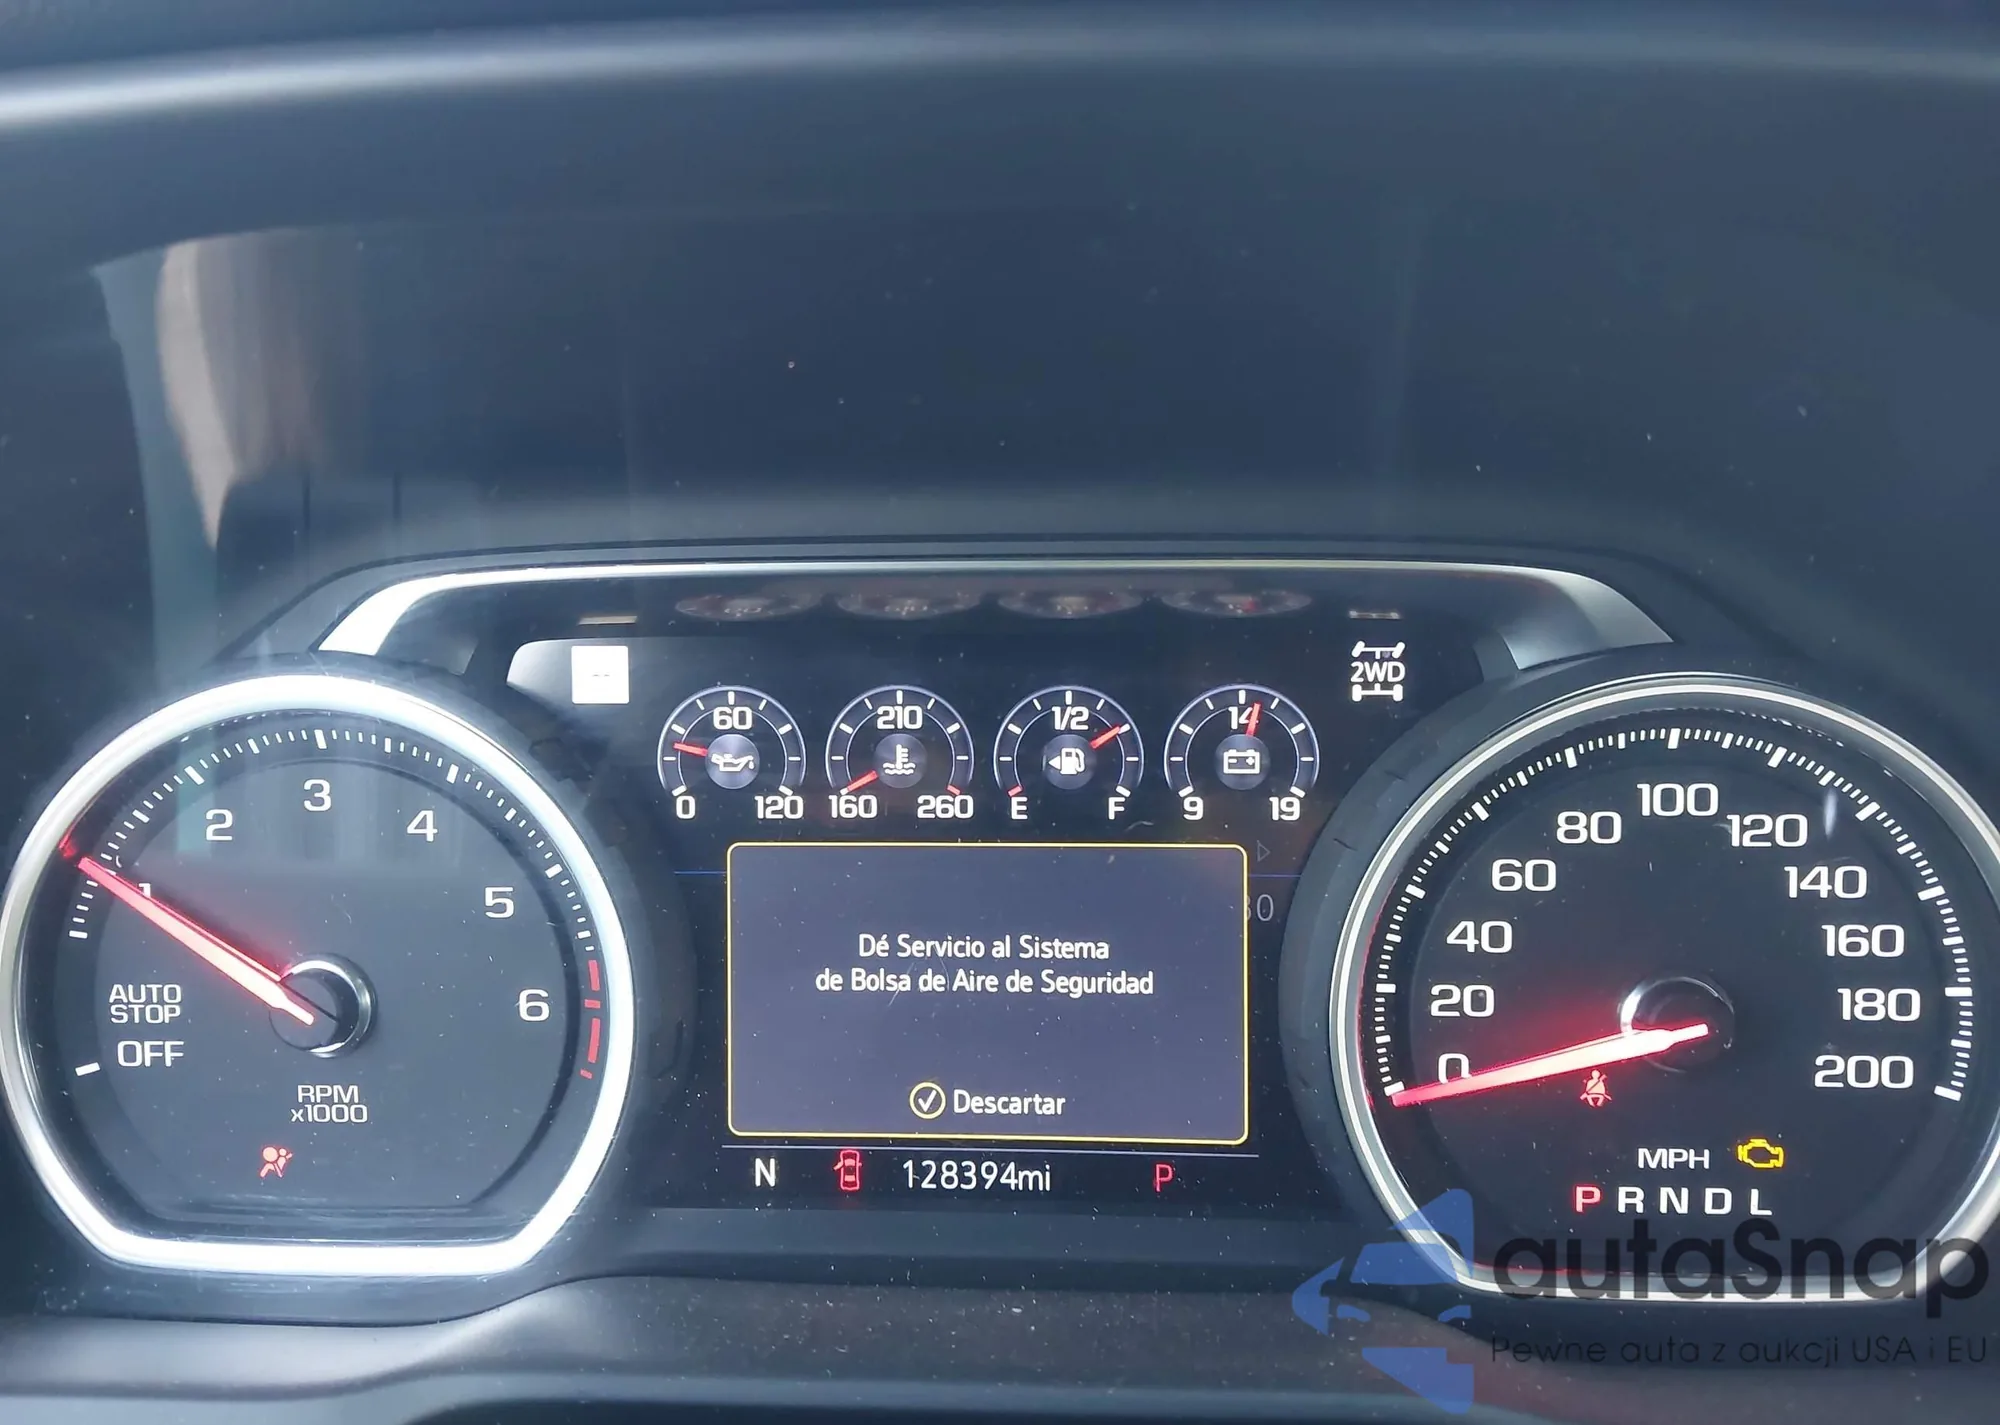 2WD
60
0 120
210
160 260
1/2
E F
14
9 19
1
2
3
4
5
6
AUTO
STOP
OFF
RPM
x1000
Dé Servicio al Sistema
de Bolsa de Aire de Seguridad
Descartar
N
128394mi
P
0
20
40
60
80
100
120
140
160
180
200
MPH
P R N D L
autaSnap
Pewne auta z aukcji USA i EU